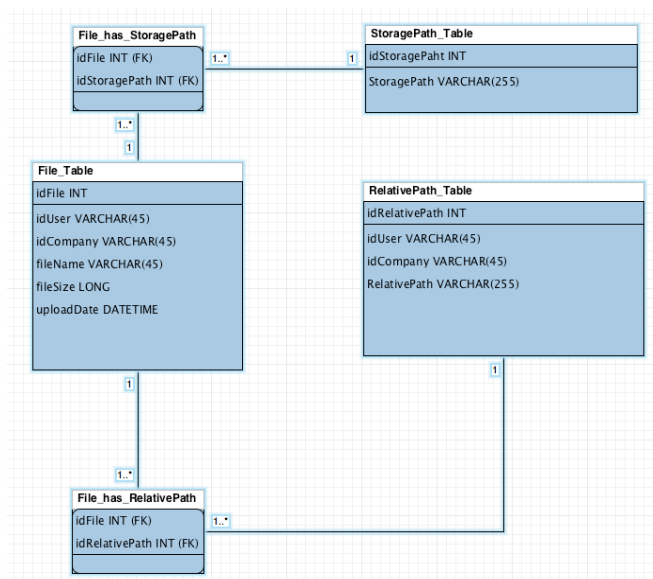 File_has_StoragePath
idFile INT (FK)
idStoragePath INT (FK)
1..*
1
StoragePath_Table
idStoragePaht INT
StoragePath VARCHAR(255)
1..*
1
File_Table
idFile INT
idUser VARCHAR(45)
idCompany VARCHAR(45)
fileName VARCHAR(45)
fileSize LONG
uploadDate DATETIME
RelativePath_Table
idRelativePath INT
idUser VARCHAR(45)
idCompany VARCHAR(45)
RelativePath VARCHAR(255)
1
1
1..*
File_has_RelativePath
idFile INT (FK)
idRelativePath INT (FK)
1..*